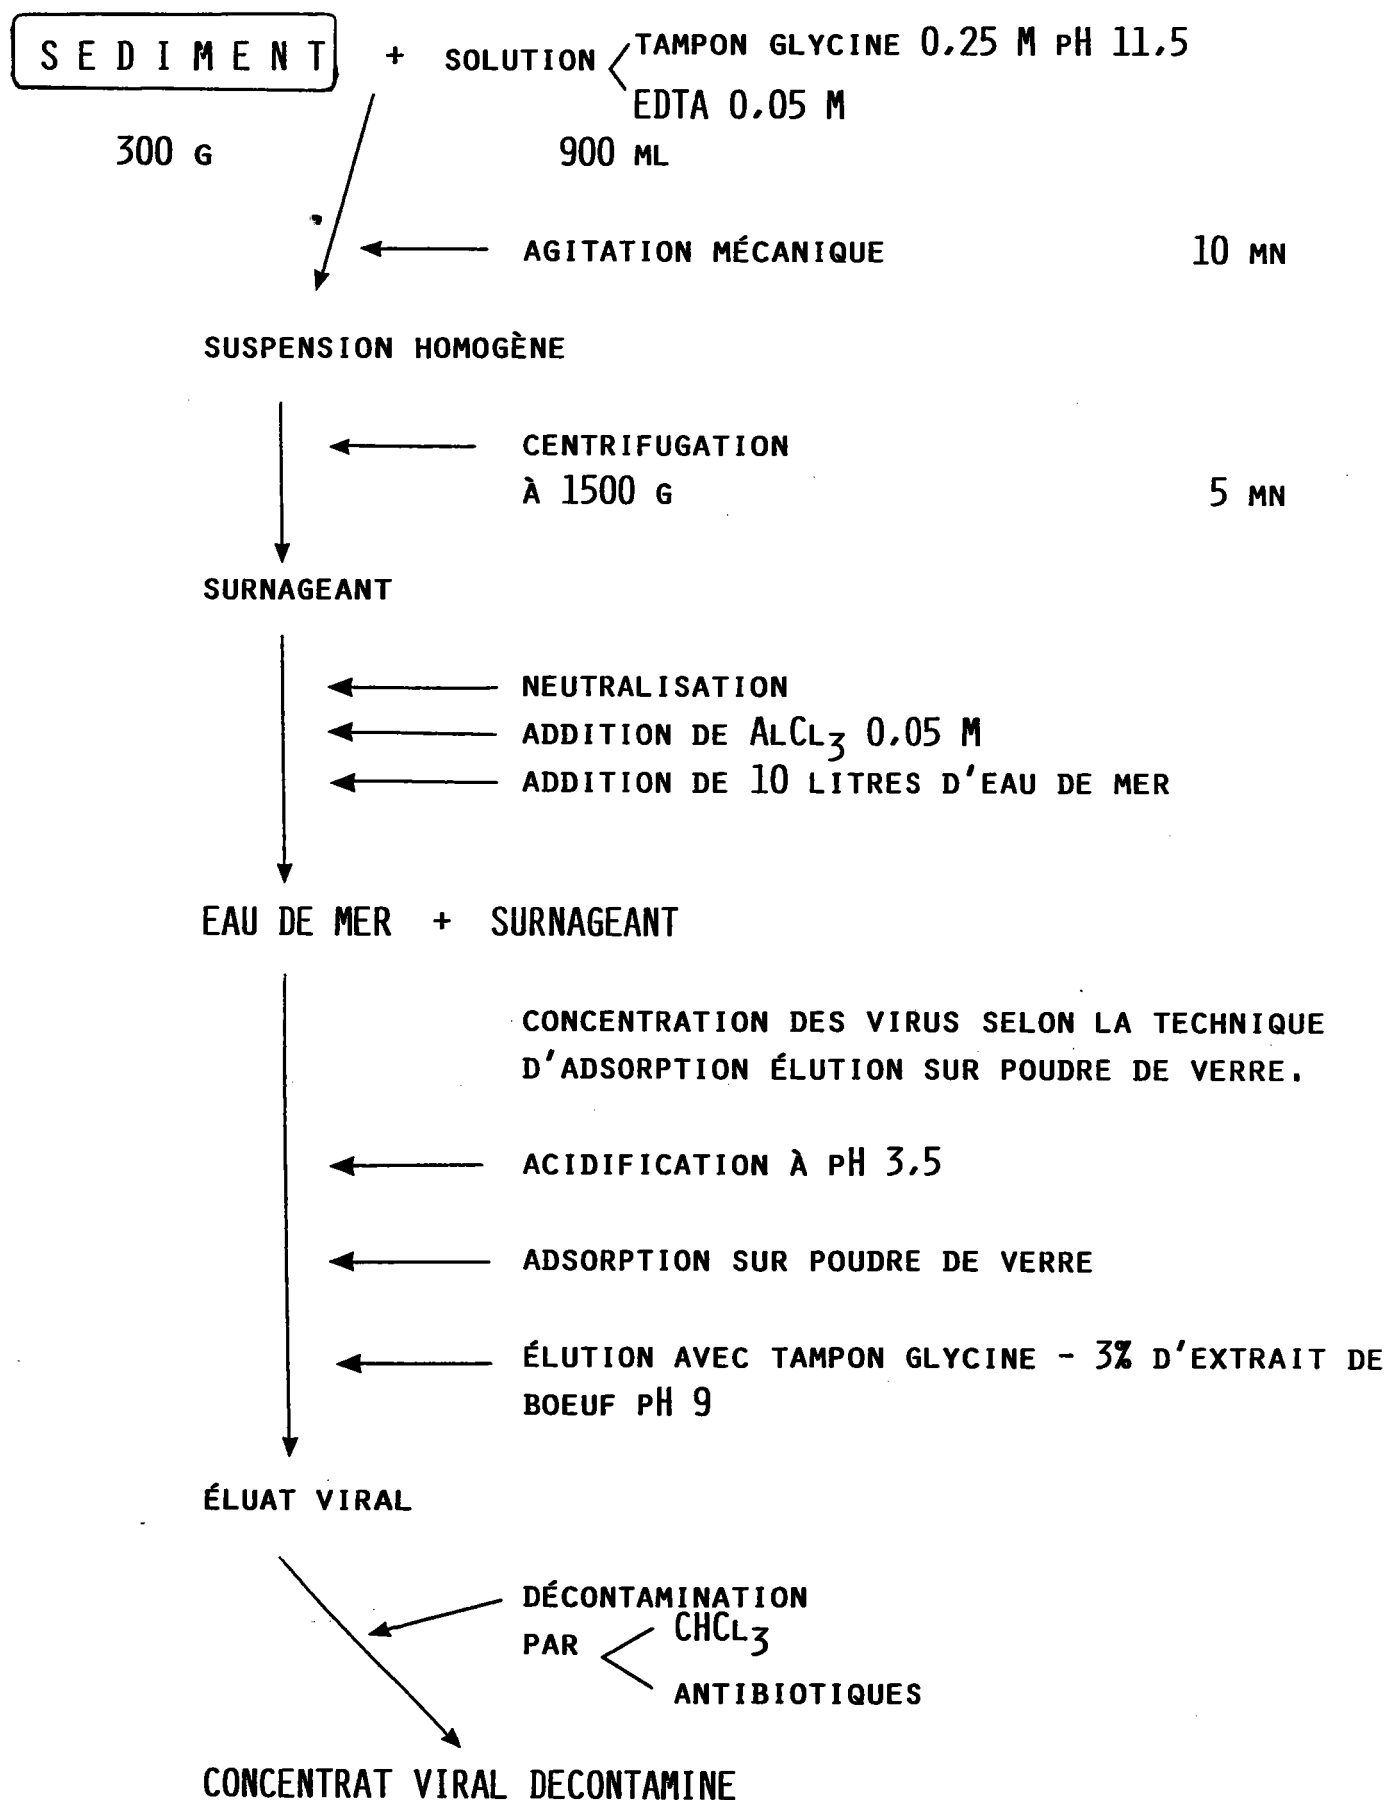 SEDIMENT + SOLUTION TAMPON GLYCINE 0,25 M PH 11,5
EDTA 0,05 M
300 G 900 ML
AGITATION MÉCANIQUE 10 MN
SUSPENSION HOMOGÈNE
CENTRIFUGATION
À 1500 G 5 MN
SURNAGEANT
NEUTRALISATION
ADDITION DE ALCL3 0,05 M
ADDITION DE 10 LITRES D'EAU DE MER
EAU DE MER + SURNAGEANT
CONCENTRATION DES VIRUS SELON LA TECHNIQUE
D'ADSORPTION ÉLUTION SUR POUDRE DE VERRE.
ACIDIFICATION À PH 3,5
ADSORPTION SUR POUDRE DE VERRE
ÉLUTION AVEC TAMPON GLYCINE - 3% D'EXTRAIT DE
BOEUF PH 9
ÉLUAT VIRAL
DÉCONTAMINATION
PAR CHCL3
ANTIBIOTIQUES
CONCENTRAT VIRAL DECONTAMINE